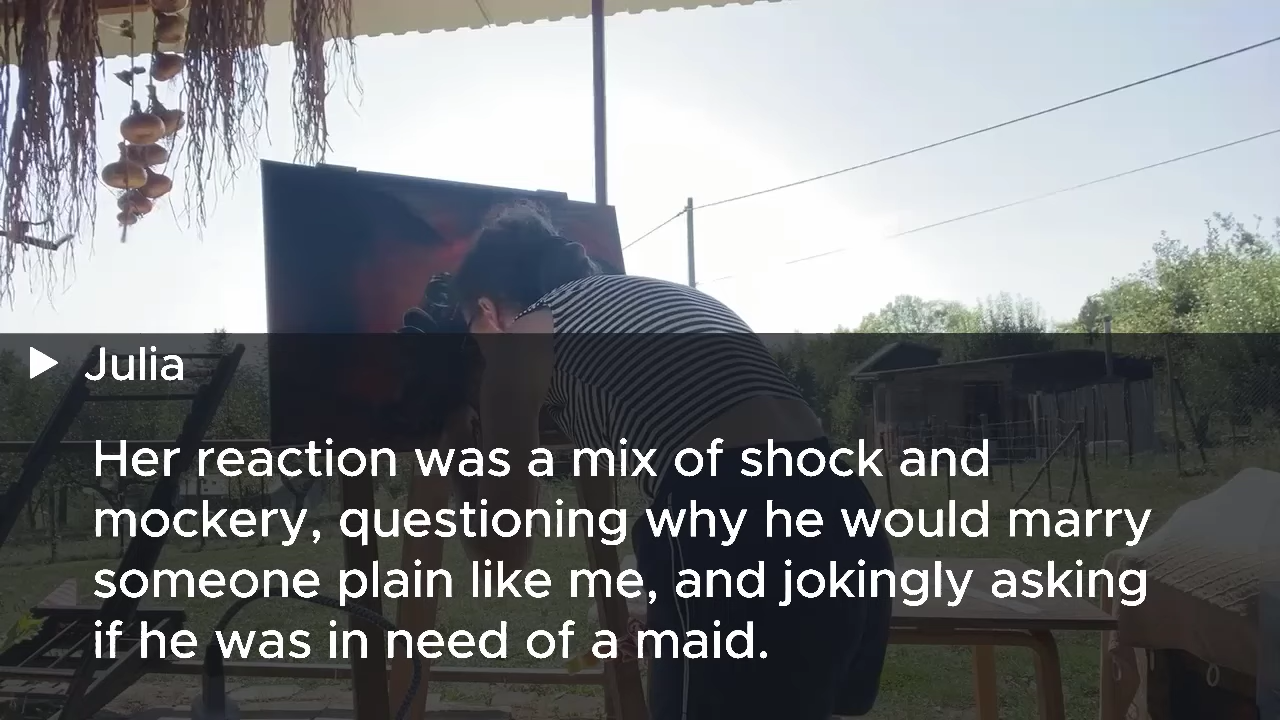 Julia
Her reaction was a mix of shock and
mockery, questioning why he would marry
someone plain like me, and jokingly asking
if he was in need of a maid.